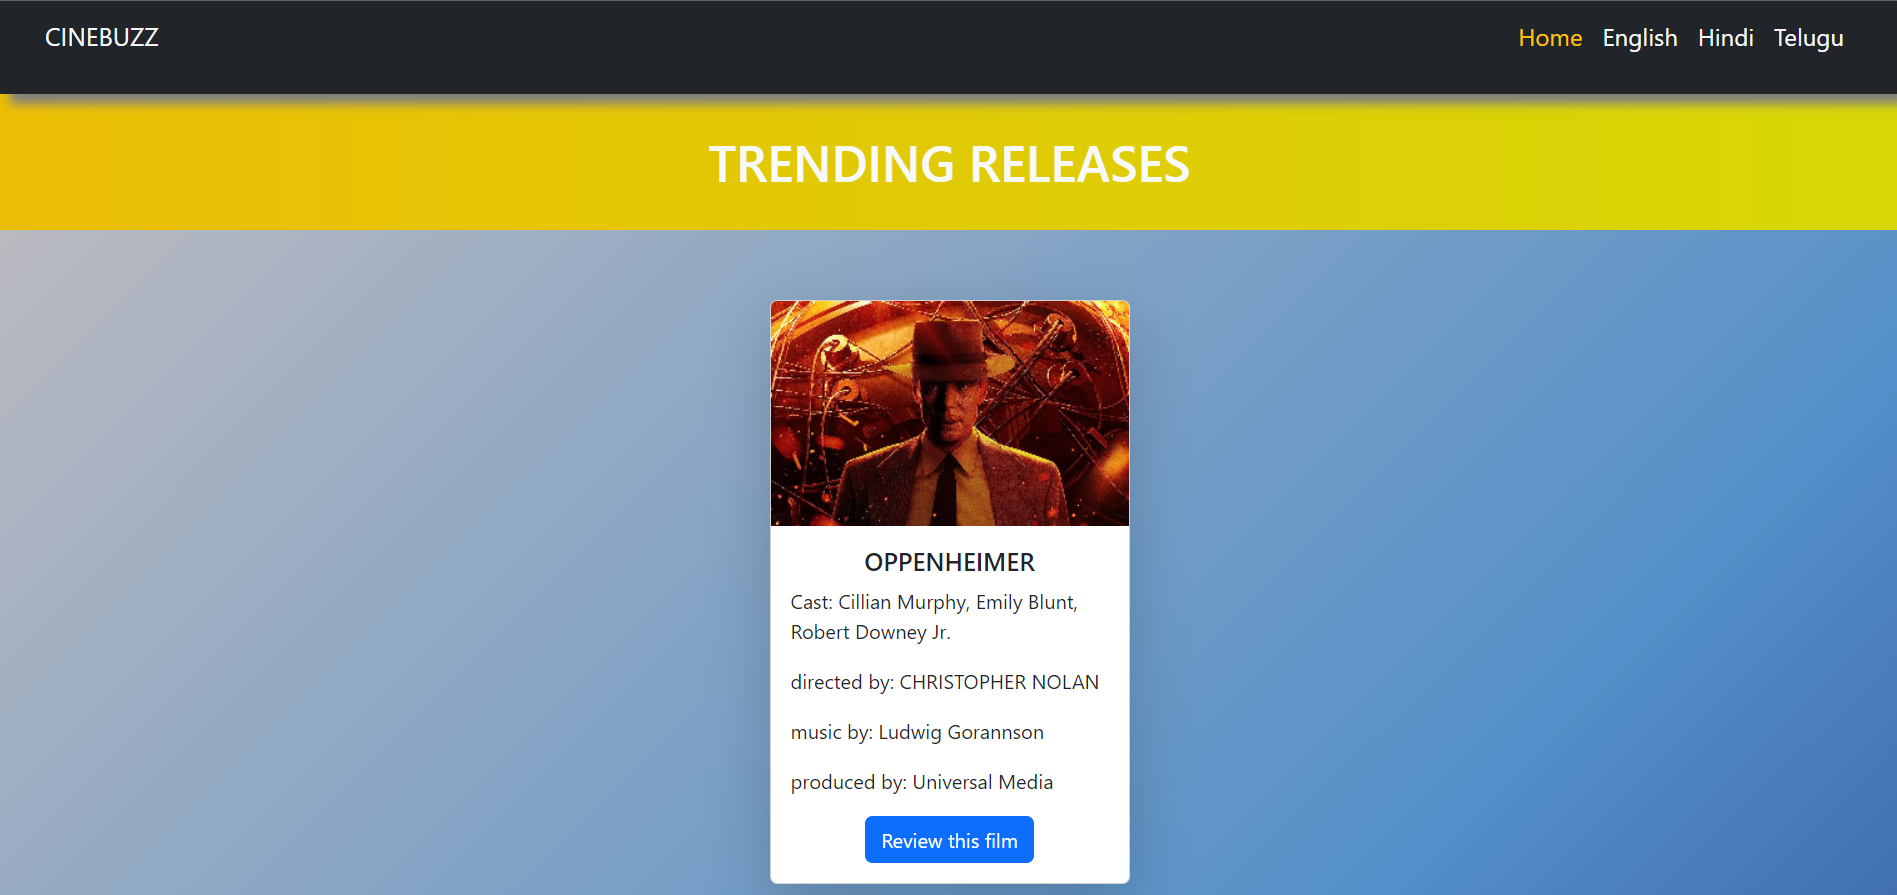 CINEBUZZ
Home English Hindi Telugu
TRENDING RELEASES
OPPENHEIMER
Cast: Cillian Murphy, Emily Blunt,
Robert Downey Jr.
directed by: CHRISTOPHER NOLAN
music by: Ludwig Gorannson
produced by: Universal Media
Review this film